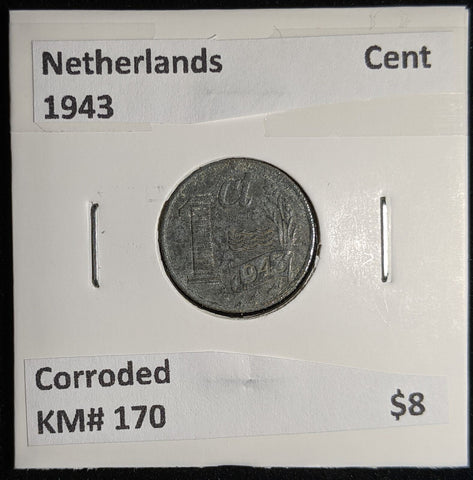 Netherlands Cent
1943
1 ct
1943
Corroded
KM# 170 $8